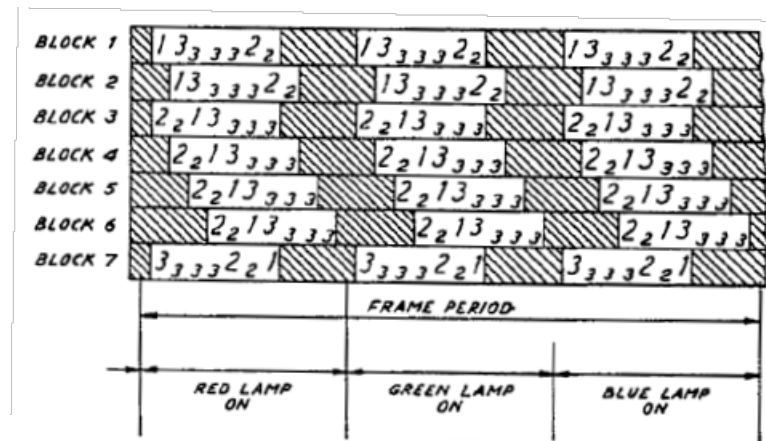 BLOCK 1 1 3 3 3 3 2 2 1 3 3 3 3 2 2 1 3 3 3 3 2 2
BLOCK 2 1 3 3 3 3 2 2 1 3 3 3 3 2 2 1 3 3 3 3 2 2
BLOCK 3 2 2 1 3 3 3 3 2 2 1 3 3 3 3 2 2 1 3 3 3 3
BLOCK 4 2 2 1 3 3 3 3 2 2 1 3 3 3 3 2 2 1 3 3 3 3
BLOCK 5 2 2 1 3 3 3 3 2 2 1 3 3 3 3 2 2 1 3 3 3 3
BLOCK 6 2 2 1 3 3 3 3 2 2 1 3 3 3 3 2 2 1 3 3 3 3
BLOCK 7 3 3 3 3 2 2 1 3 3 3 3 2 2 1 3 3 3 3 2 2 1
FRAME PERIOD
RED LAMP GREEN LAMP BLUE LAMP
ON ON ON